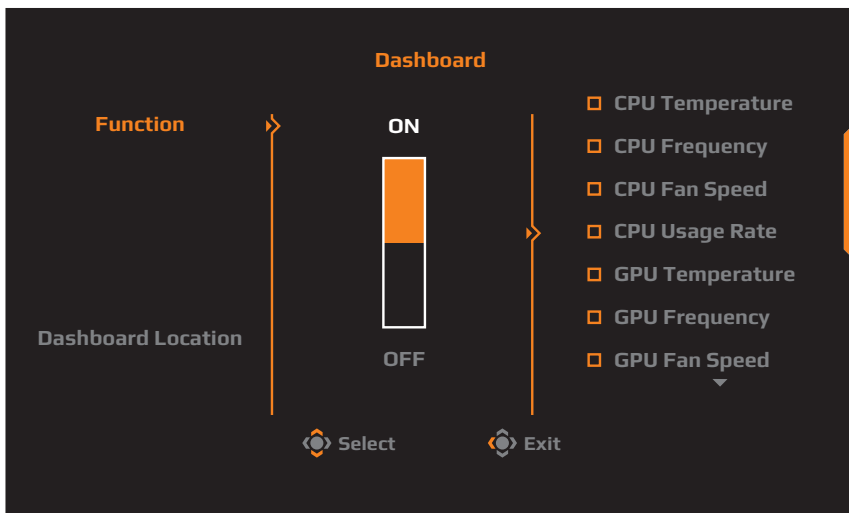 Dashboard
Function
ON
OFF
Dashboard Location
CPU Temperature
CPU Frequency
CPU Fan Speed
CPU Usage Rate
GPU Temperature
GPU Frequency
GPU Fan Speed
Select
Exit